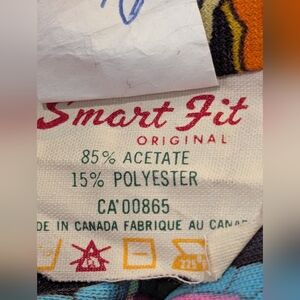 Smart Fit
ORIGINAL
85% ACETATE
15% POLYESTER
CA'00865
DE IN CANADA FABRIQUE AU CANA